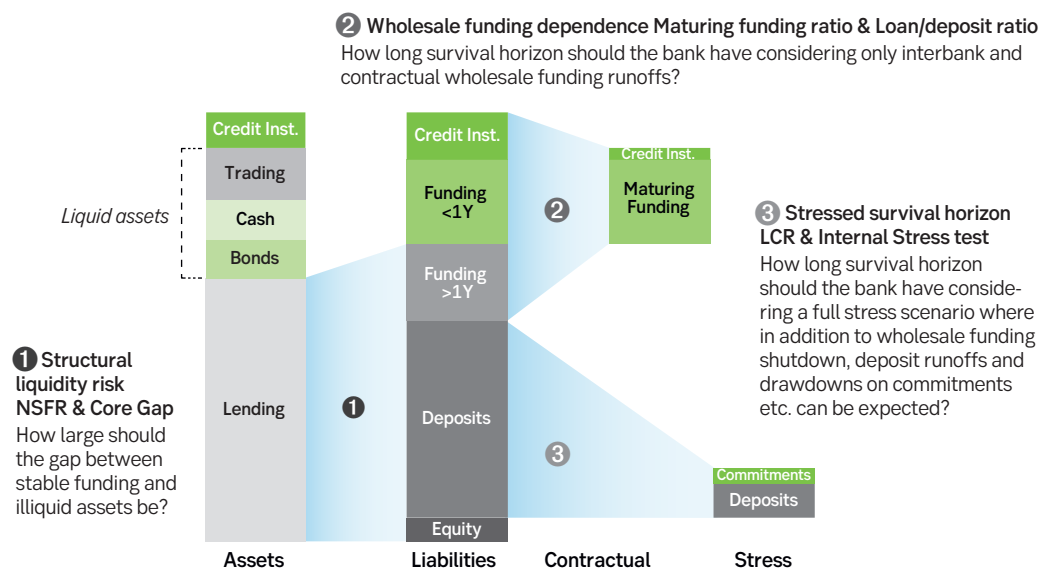 2 Wholesale funding dependence Maturing funding ratio & Loan/deposit ratio
How long survival horizon should the bank have considering only interbank and
contractual wholesale funding runoffs?
Credit Inst.
Trading
Cash
Bonds
Lending
Liquid assets
Credit Inst.
Funding
<1Y
Funding
>1Y
Deposits
Equity
Credit Inst.
Maturing
Funding
2
1
3
3 Stressed survival horizon
LCR & Internal Stress test
How long survival horizon
should the bank have conside-
ring a full stress scenario where
in addition to wholesale funding
shutdown, deposit runoffs and
drawdowns on commitments
etc. can be expected?
1 Structural
liquidity risk
NSFR & Core Gap
How large should
the gap between
stable funding and
illiquid assets be?
Commitments
Deposits
Assets
Liabilities
Contractual
Stress